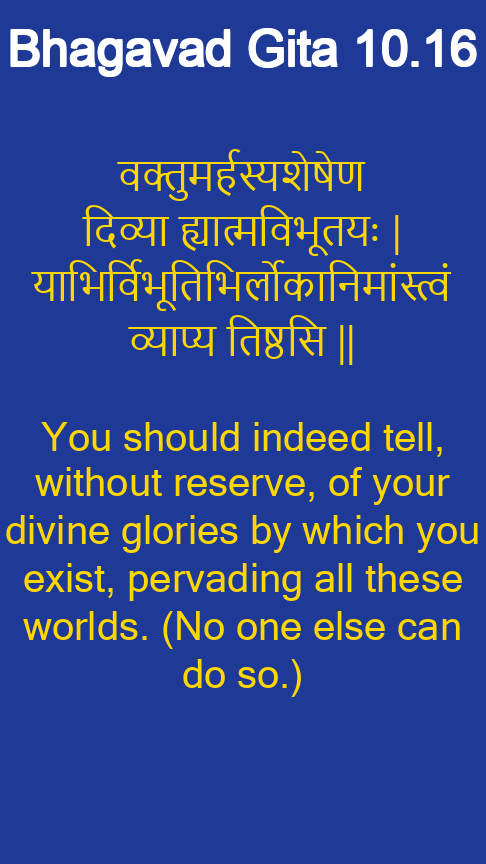 Bhagavad Gita 10.16
वक्तुमर्हस्यशेषेण
दिव्या ह्यात्मविभूतयः |
याभिर्विभूतिभिर्लोकानिमांस्त्वं
व्याप्य तिष्ठसि ||
You should indeed tell,
without reserve, of your
divine glories by which you
exist, pervading all these
worlds. (No one else can
do so.)